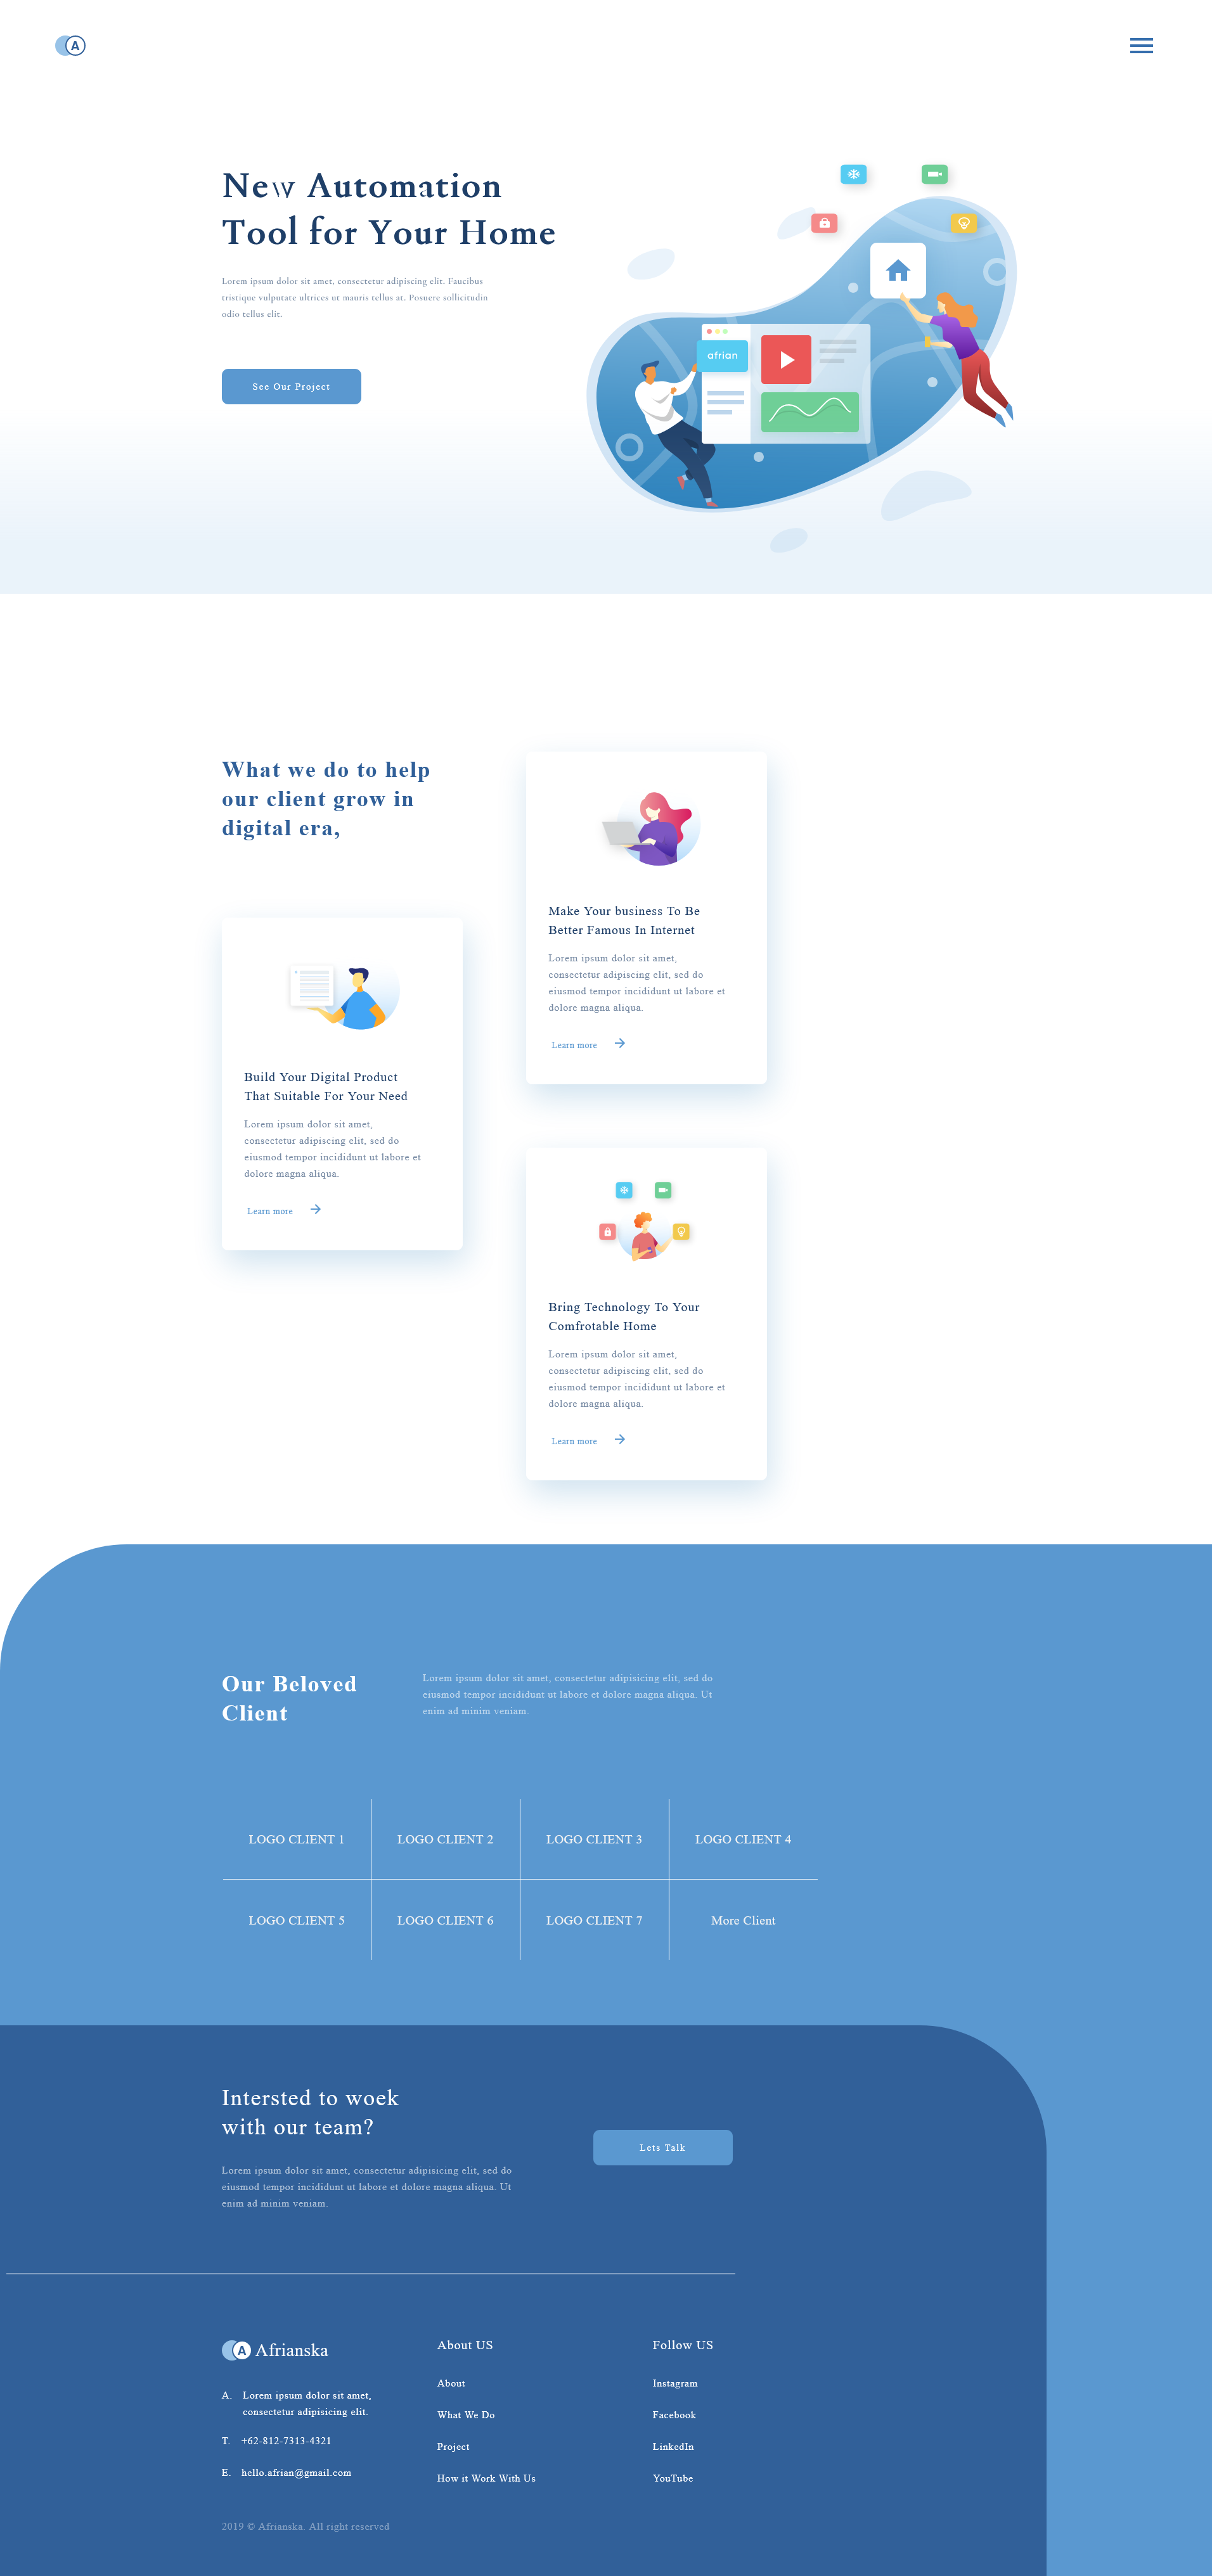 A
New Automation
Tool for Your Home
Lorem ipsum dolor sit amet, consectetur adipiscing elit. Faucibus
tristique vulputate ultrices ut mauris tellus at. Posuere sollicitudin
odio tellus elit.
See Our Project
afrian
What we do to help
our client grow in
digital era,
Build Your Digital Product
That Suitable For Your Need
Lorem ipsum dolor sit amet,
consectetur adipiscing elit, sed do
eiusmod tempor incididunt ut labore et
dolore magna aliqua.
Learn more
Make Your business To Be
Better Famous In Internet
Lorem ipsum dolor sit amet,
consectetur adipiscing elit, sed do
eiusmod tempor incididunt ut labore et
dolore magna aliqua.
Learn more
Bring Technology To Your
Comfrotable Home
Lorem ipsum dolor sit amet,
consectetur adipiscing elit, sed do
eiusmod tempor incididunt ut labore et
dolore magna aliqua.
Learn more
Our Beloved
Client
Lorem ipsum dolor sit amet, consectetur adipisicing elit, sed do
eiusmod tempor incididunt ut labore et dolore magna aliqua. Ut
enim ad minim veniam.
LOGO CLIENT 1
LOGO CLIENT 2
LOGO CLIENT 3
LOGO CLIENT 4
LOGO CLIENT 5
LOGO CLIENT 6
LOGO CLIENT 7
More Client
Intersted to woek
with our team?
Lorem ipsum dolor sit amet, consectetur adipisicing elit, sed do
eiusmod tempor incididunt ut labore et dolore magna aliqua. Ut
enim ad minim veniam.
Lets Talk
A Afrianska
A. Lorem ipsum dolor sit amet,
consectetur adipisicing elit.
T. +62-812-7313-4321
E. hello.afrian@gmail.com
About US
About
What We Do
Project
How it Work With Us
Follow US
Instagram
Facebook
LinkedIn
YouTube
2019 © Afrianska. All right reserved